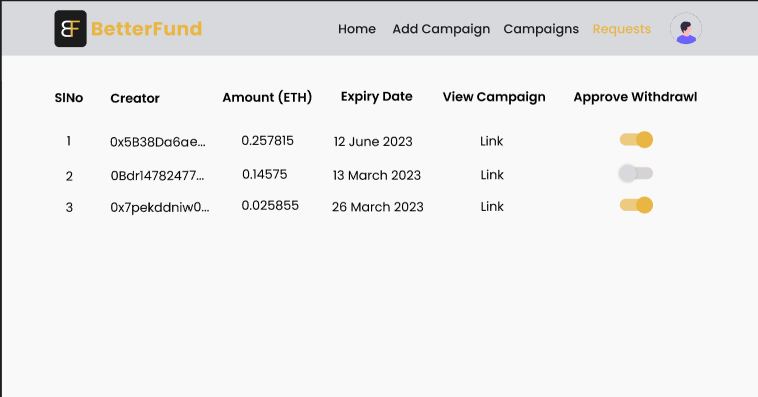 BF BetterFund Home Add Campaign Campaigns Requests
SlNo Creator Amount (ETH) Expiry Date View Campaign Approve Withdrawl
1 0x5B38Da6ae... 0.257815 12 June 2023 Link
2 0Bdr14782477... 0.14575 13 March 2023 Link
3 0x7pekddniw0... 0.025855 26 March 2023 Link